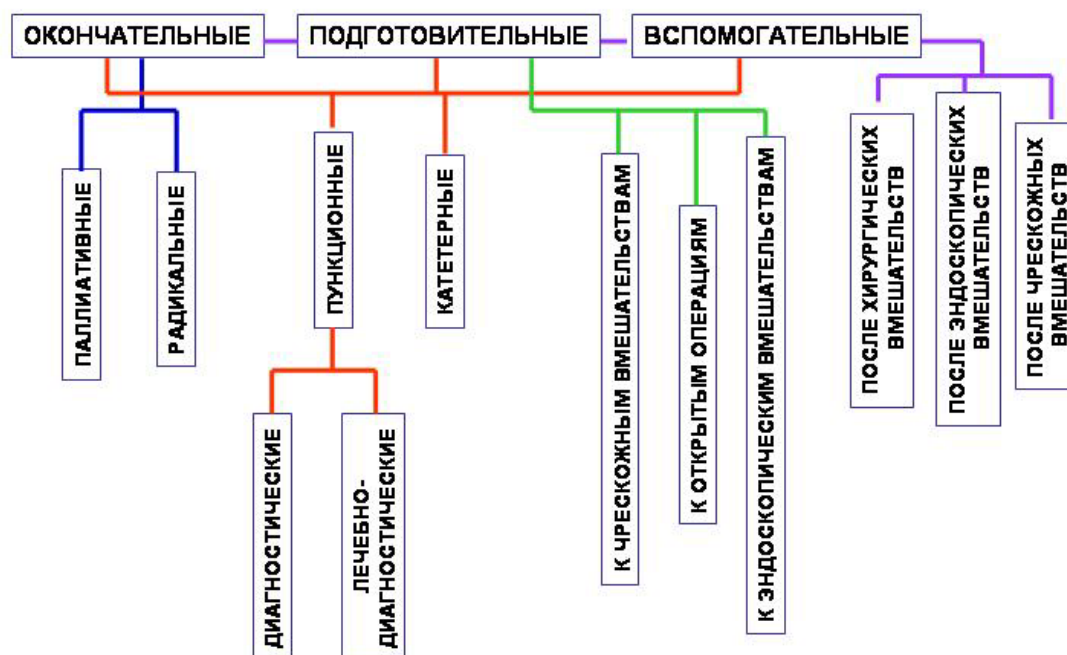 ОКОНЧАТЕЛЬНЫЕ
ПОДГОТОВИТЕЛЬНЫЕ
ВСПОМОГАТЕЛЬНЫЕ
ПАЛЛИАТИВНЫЕ
РАДИКАЛЬНЫЕ
ПУНКЦИОННЫЕ
КАТЕТЕРНЫЕ
К ЧРЕСКОЖНЫМ ВМЕШАТЕЛЬСТВАМ
К ОТКРЫТЫМ ОПЕРАЦИЯМ
К ЭНДОСКОПИЧЕСКИМ ВМЕШАТЕЛЬСТВАМ
ПОСЛЕ ХИРУРГИЧЕСКИХ
ВМЕШАТЕЛЬСТВ
ПОСЛЕ ЭНДОСКОПИЧЕСКИХ
ВМЕШАТЕЛЬСТВ
ПОСЛЕ ЧРЕСКОЖНЫХ
ВМЕШАТЕЛЬСТВ
ДИАГНОСТИЧЕСКИЕ
ЛЕЧЕБНО-
ДИАГНОСТИЧЕСКИЕ